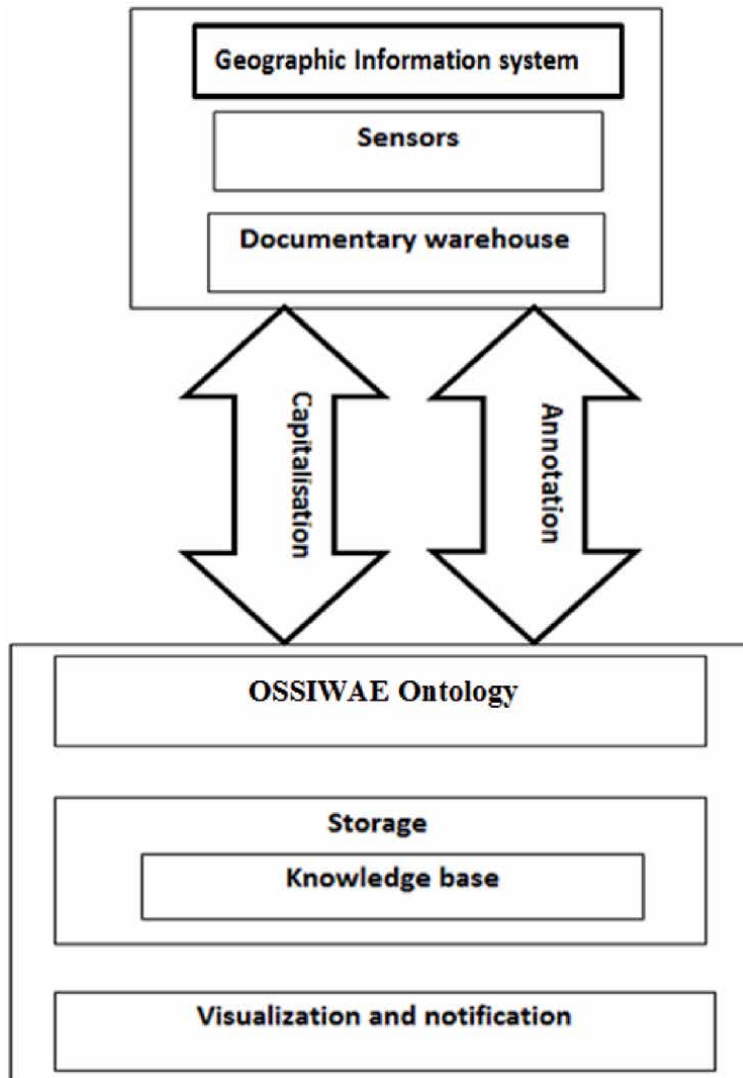 Geographic Information system
Sensors
Documentary warehouse
Capitalisation
Annotation
OSSIWAE Ontology
Storage
Knowledge base
Visualization and notification